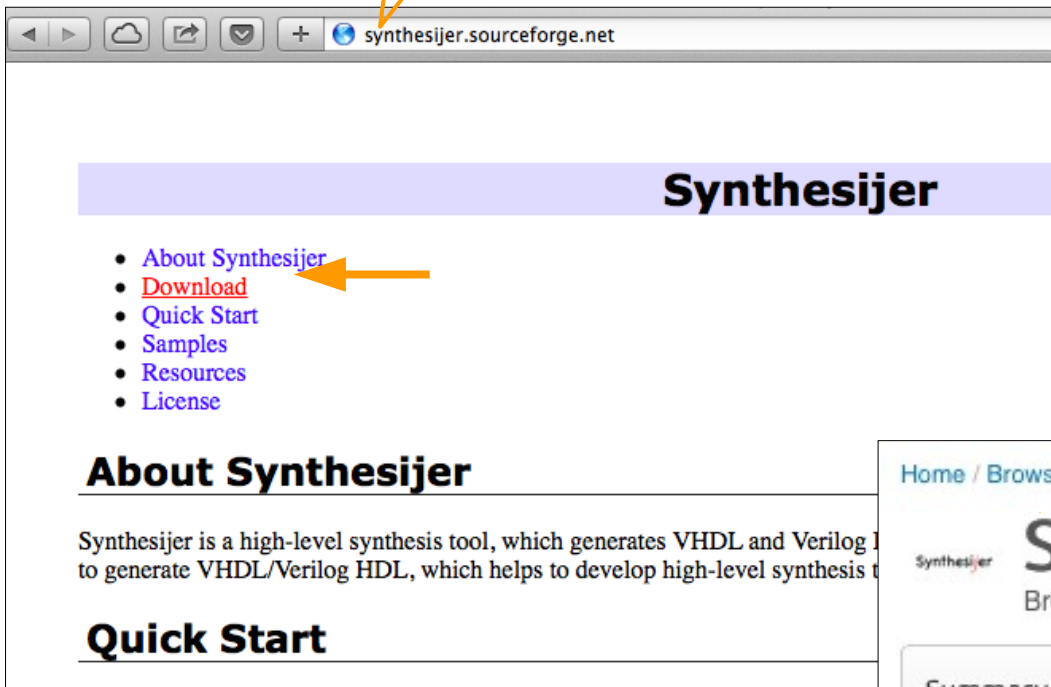 synthesijer.sourceforge.net
Synthesijer
About Synthesijer
Download
Quick Start
Samples
Resources
License
About Synthesijer
Synthesijer is a high-level synthesis tool, which generates VHDL and Verilog
to generate VHDL/Verilog HDL, which helps to develop high-level synthesis
Quick Start
Home / Brows
Synthesijer S
Br
Summary